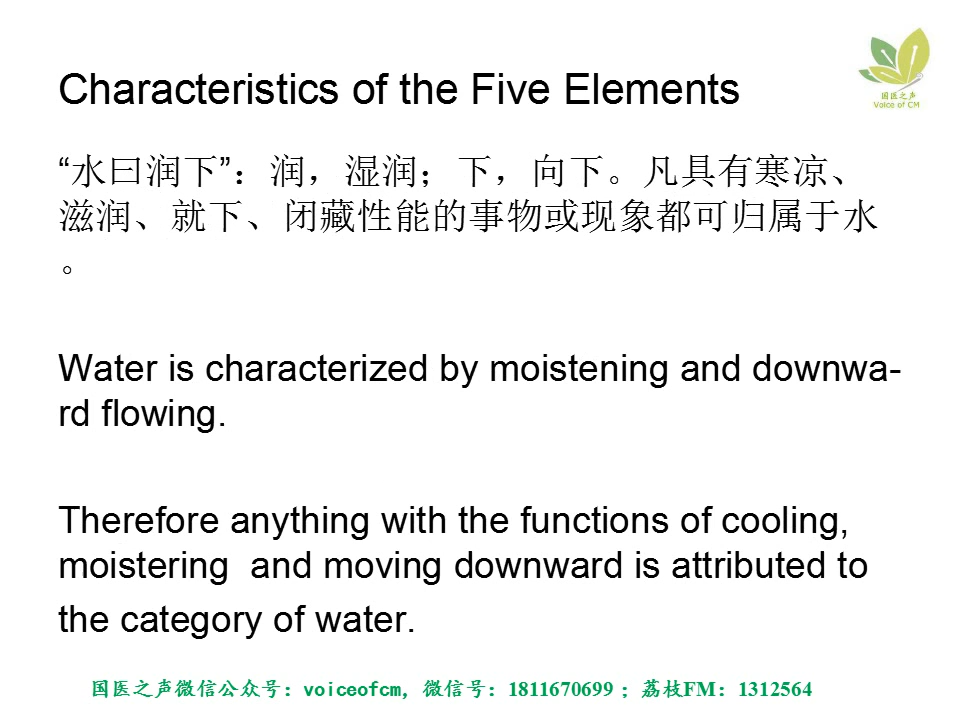 Characteristics of the Five Elements
国医之声
Voice of CM
“水曰润下”：润，湿润；下，向下。凡具有寒凉、
滋润、就下、闭藏性能的事物或现象都可归属于水
。
Water is characterized by moistening and downwa-
rd flowing.
Therefore anything with the functions of cooling,
moistering  and moving downward is attributed to
the category of water.
国医之声微信公众号：voiceofcm，微信号：1811670699；荔枝FM：1312564